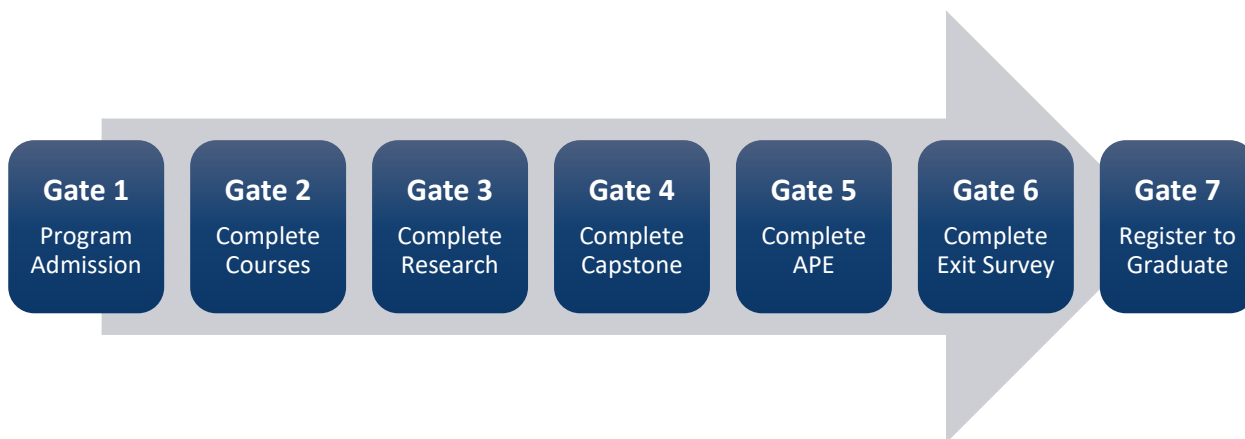 Gate 1
Program
Admission
Gate 2
Complete
Courses
Gate 3
Complete
Research
Gate 4
Complete
Capstone
Gate 5
Complete
APE
Gate 6
Complete
Exit Survey
Gate 7
Register to
Graduate